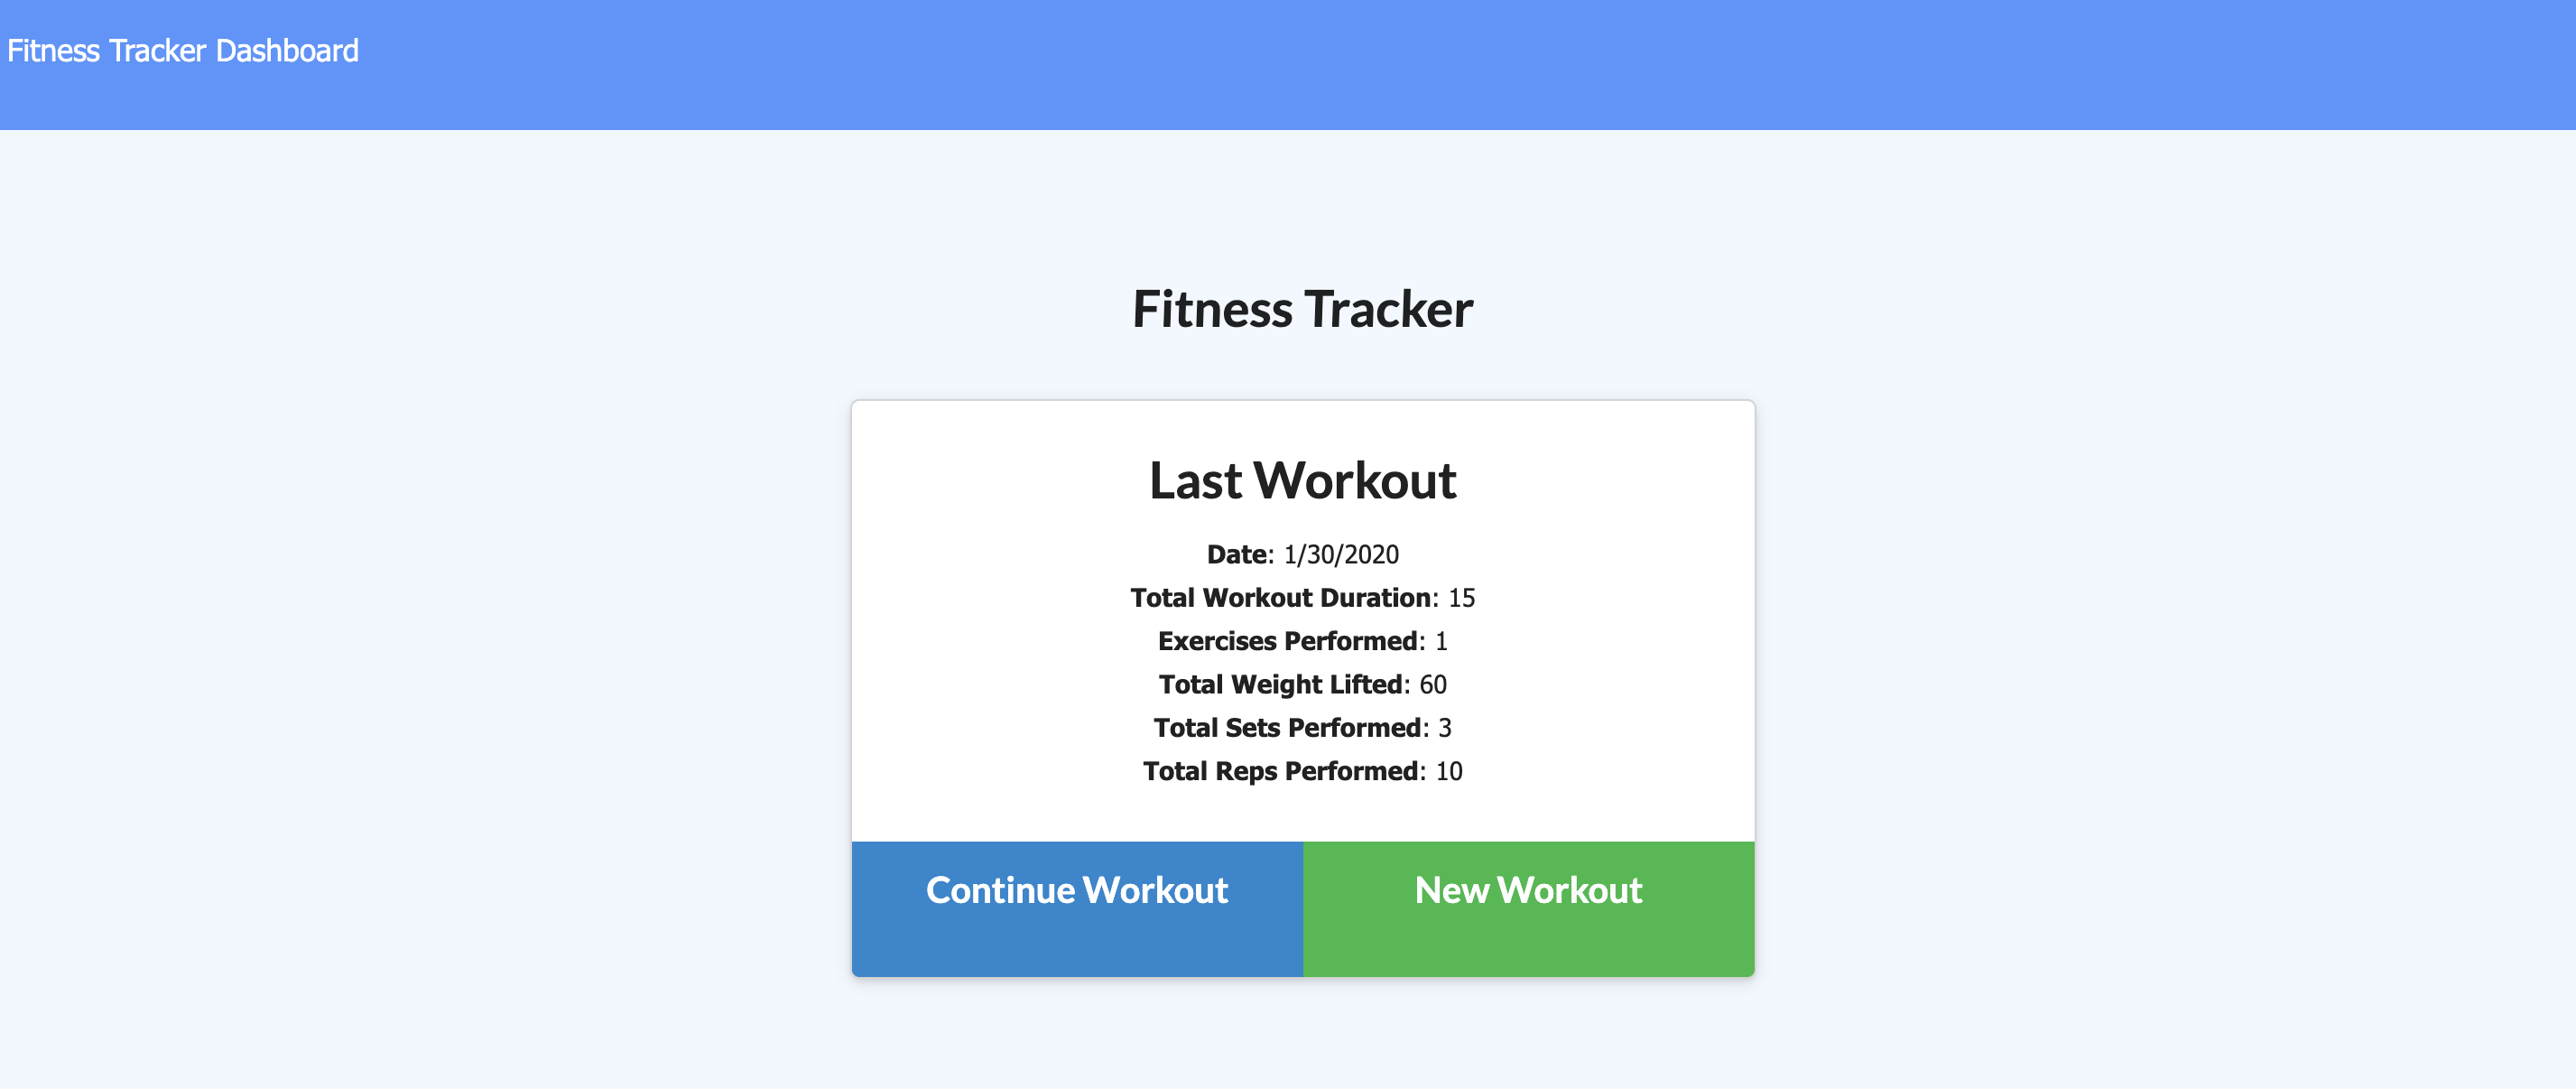 Fitness Tracker Dashboard
Fitness Tracker
Last Workout
Date: 1/30/2020
Total Workout Duration: 15
Exercises Performed: 1
Total Weight Lifted: 60
Total Sets Performed: 3
Total Reps Performed: 10
Continue Workout
New Workout